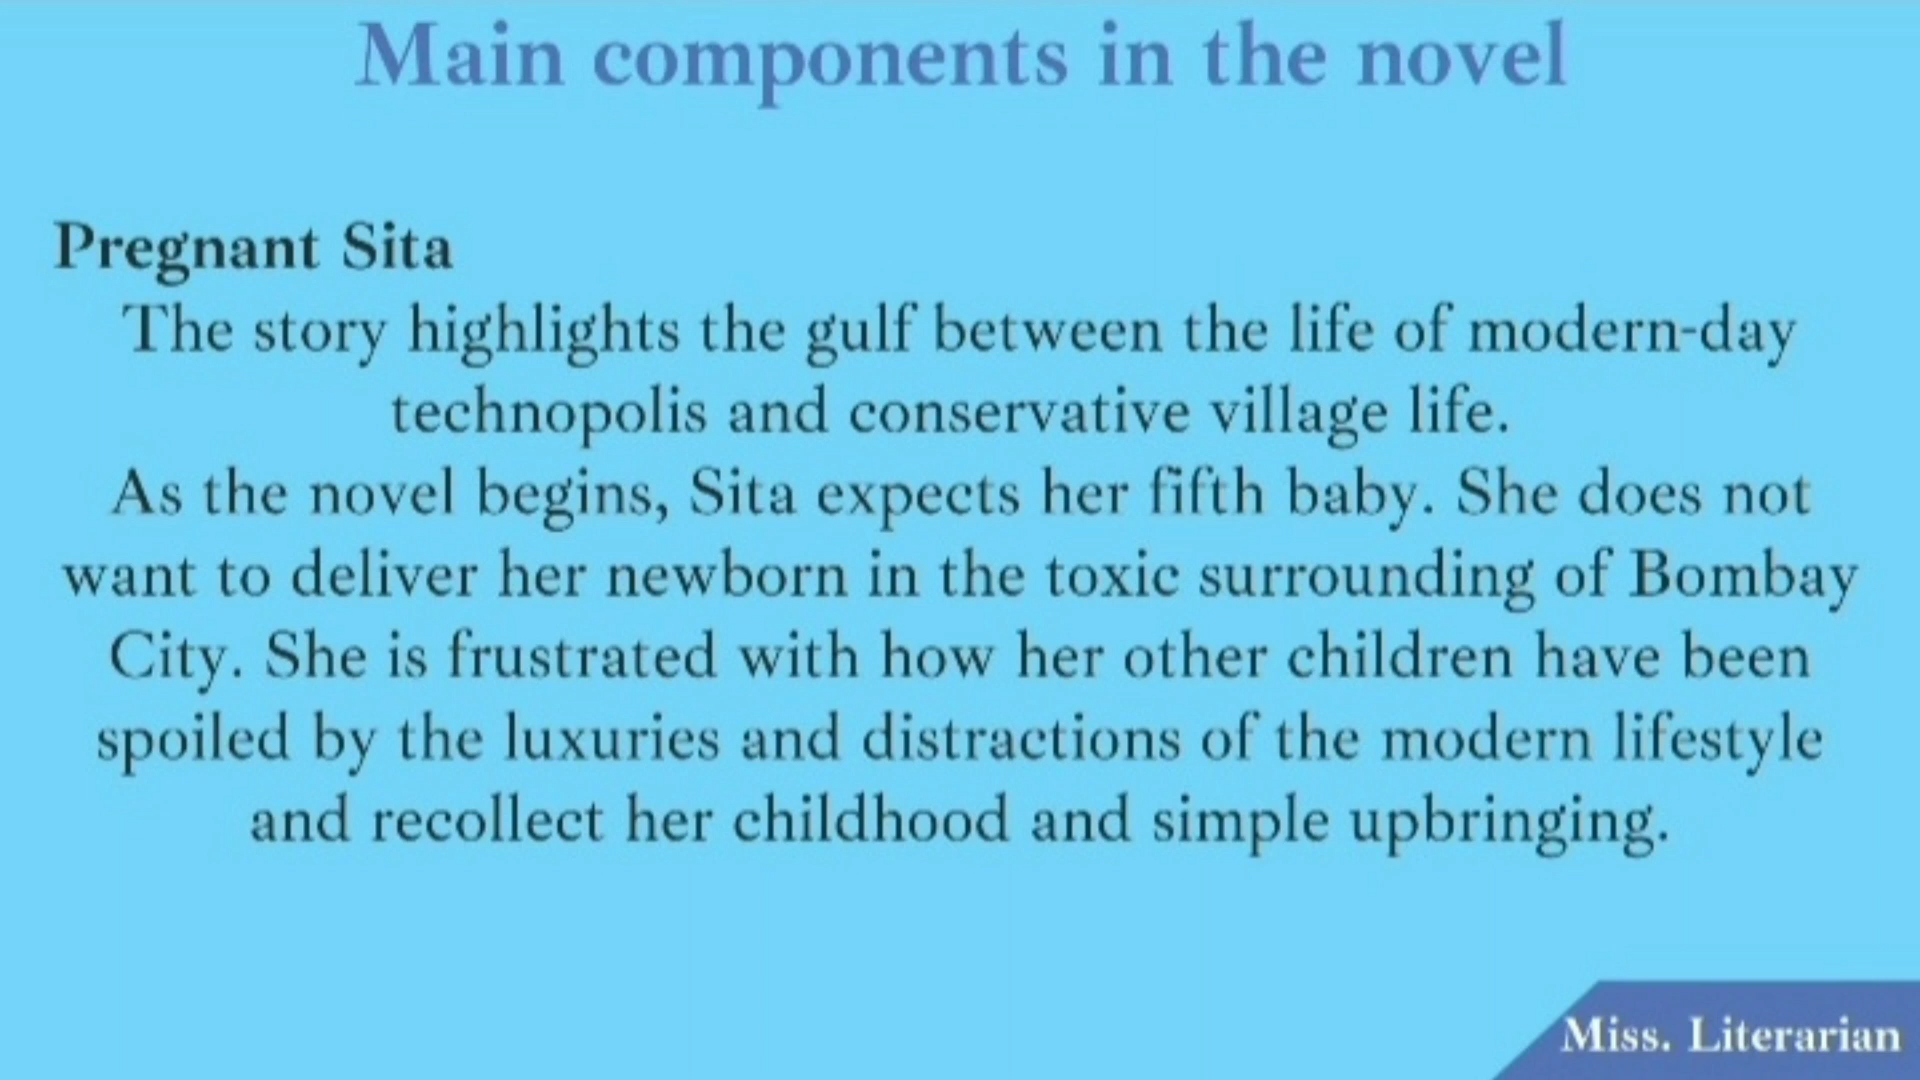 Main components in the novel
Pregnant Sita
The story highlights the gulf between the life of modern-day
technopolis and conservative village life.
As the novel begins, Sita expects her fifth baby. She does not
want to deliver her newborn in the toxic surrounding of Bombay
City. She is frustrated with how her other children have been
spoiled by the luxuries and distractions of the modern lifestyle
and recollect her childhood and simple upbringing.
Miss. Literarian